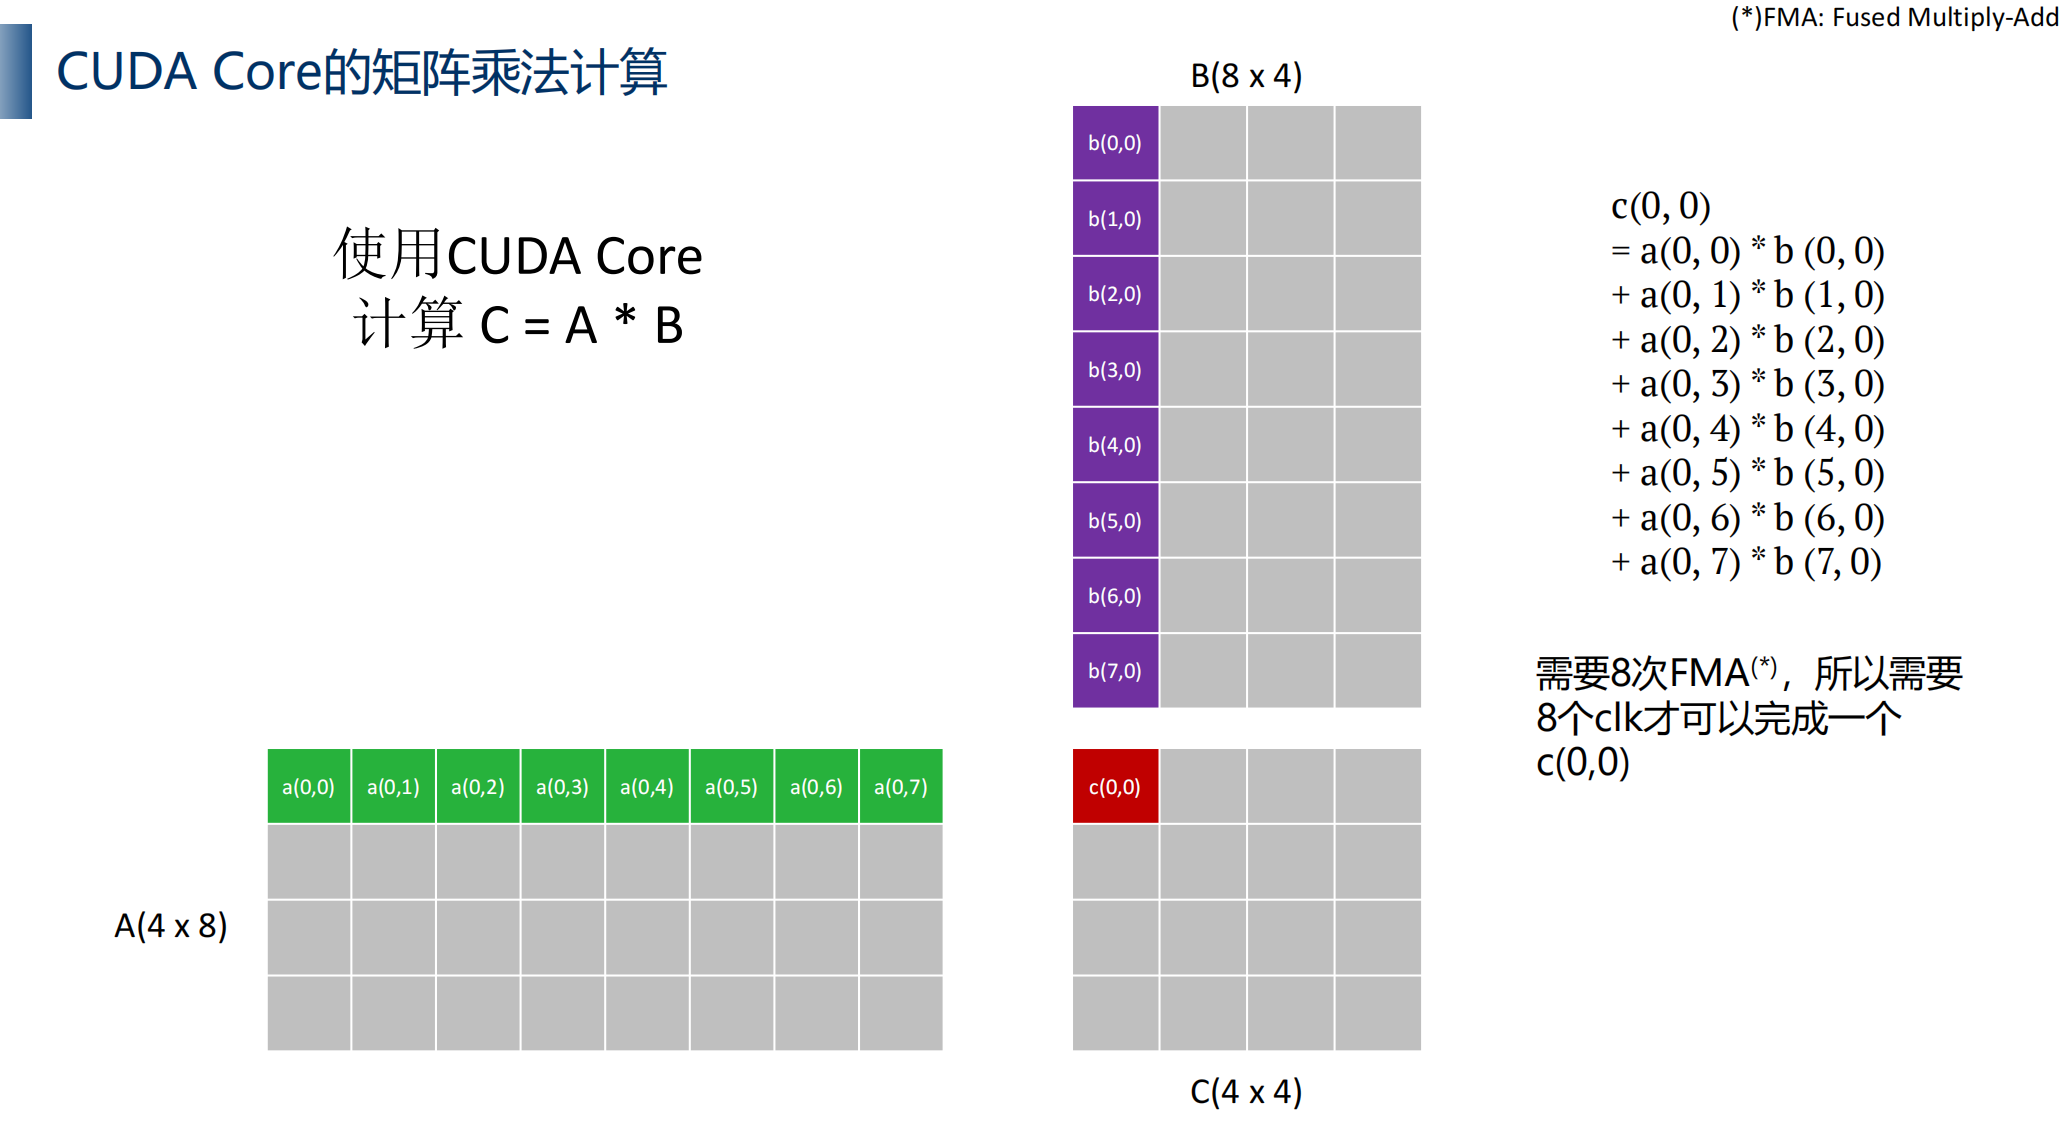 (*)FMA: Fused Multiply-Add
CUDA Core的矩阵乘法计算
使用CUDA Core
计算 C = A * B
B(8 x 4)
b(0,0)
b(1,0)
b(2,0)
b(3,0)
b(4,0)
b(5,0)
b(6,0)
b(7,0)
c(0, 0)
= a(0, 0) * b (0, 0)
+ a(0, 1) * b (1, 0)
+ a(0, 2) * b (2, 0)
+ a(0, 3) * b (3, 0)
+ a(0, 4) * b (4, 0)
+ a(0, 5) * b (5, 0)
+ a(0, 6) * b (6, 0)
+ a(0, 7) * b (7, 0)
需要8次FMA(*)，所以需要
8个clk才可以完成一个
c(0,0)
A(4 x 8)
a(0,0) a(0,1) a(0,2) a(0,3) a(0,4) a(0,5) a(0,6) a(0,7)
c(0,0)
C(4 x 4)